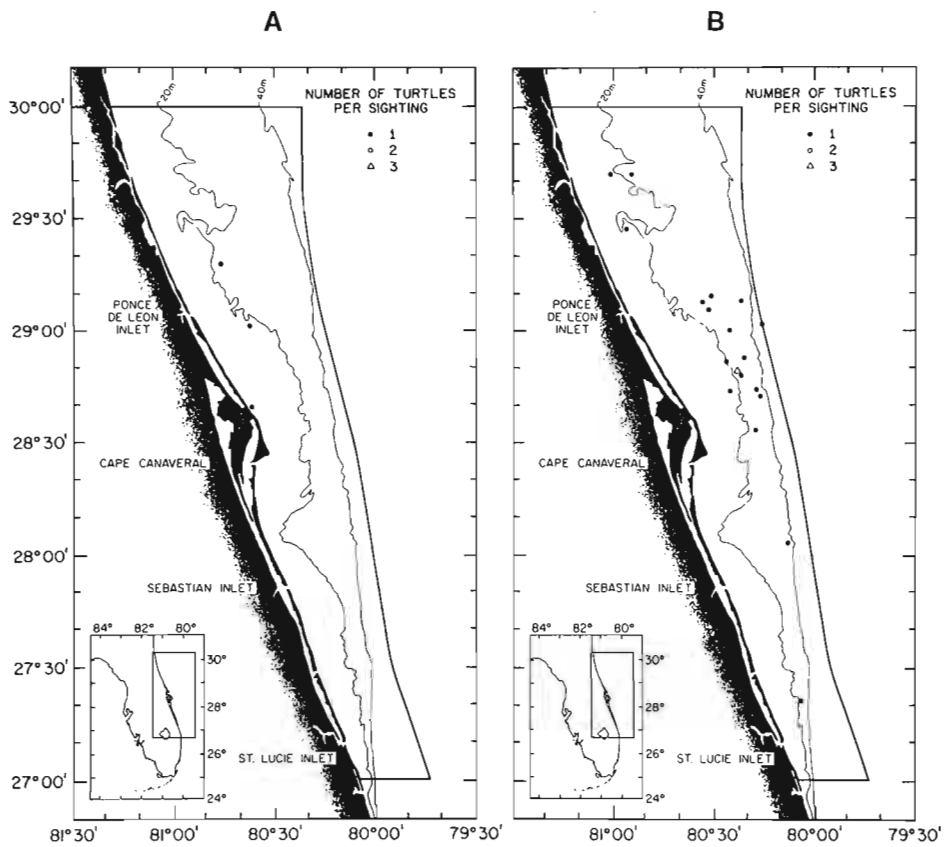 A
B
20m
40m
NUMBER OF TURTLES
PER SIGHTING
1
2
3
20m
40m
NUMBER OF TURTLES
PER SIGHTING
1
2
3
30°00'
29°30'
29°00'
28°30'
28°00'
27°30'
27°00'
PONCE
DE LEON
INLET
CAPE CANAVERAL
SEBASTIAN INLET
ST. LUCIE INLET
84° 82° 80°
30°
28°
26°
24°
PONCE
DE LEON
INLET
CAPE CANAVERAL
SEBASTIAN INLET
ST. LUCIE INLET
84° 82° 80°
30°
28°
26°
24°
81°30' 81°00' 80°30' 80°00' 79°30'
81°00' 80°30' 80°00' 79°30'